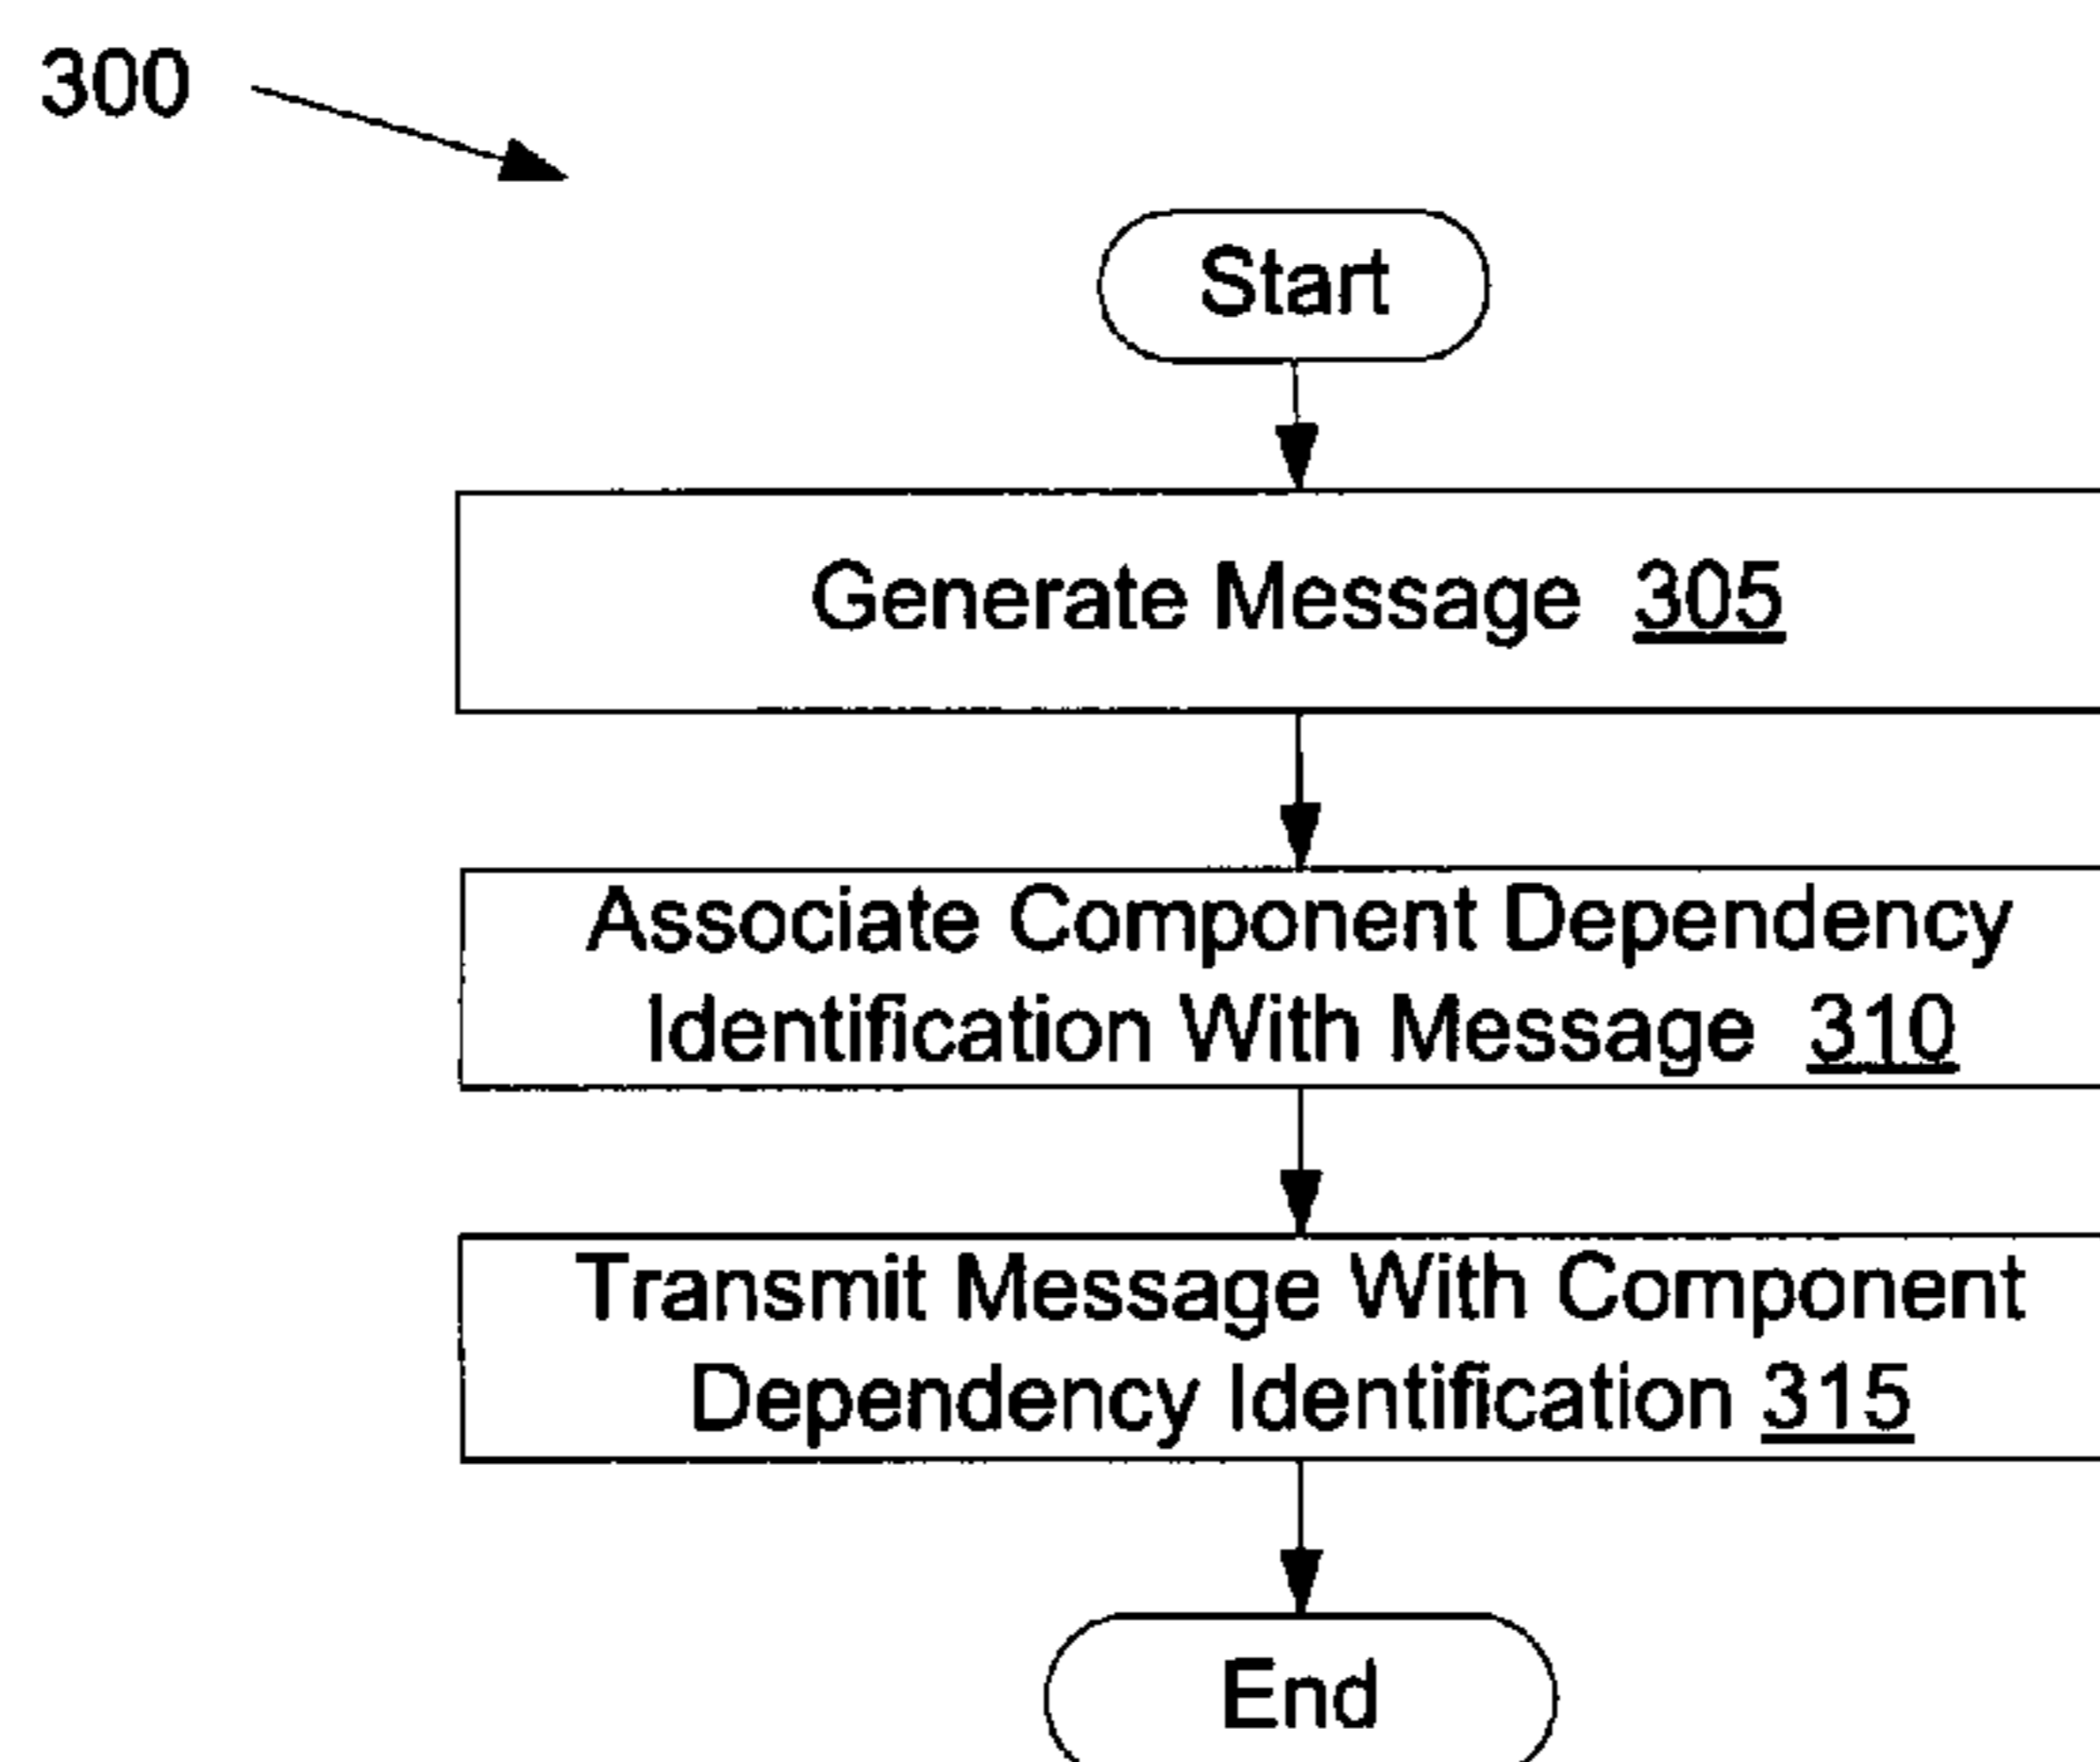 300
Start
Generate Message 305
Associate Component Dependency
Identification With Message 310
Transmit Message With Component
Dependency Identification 315
End